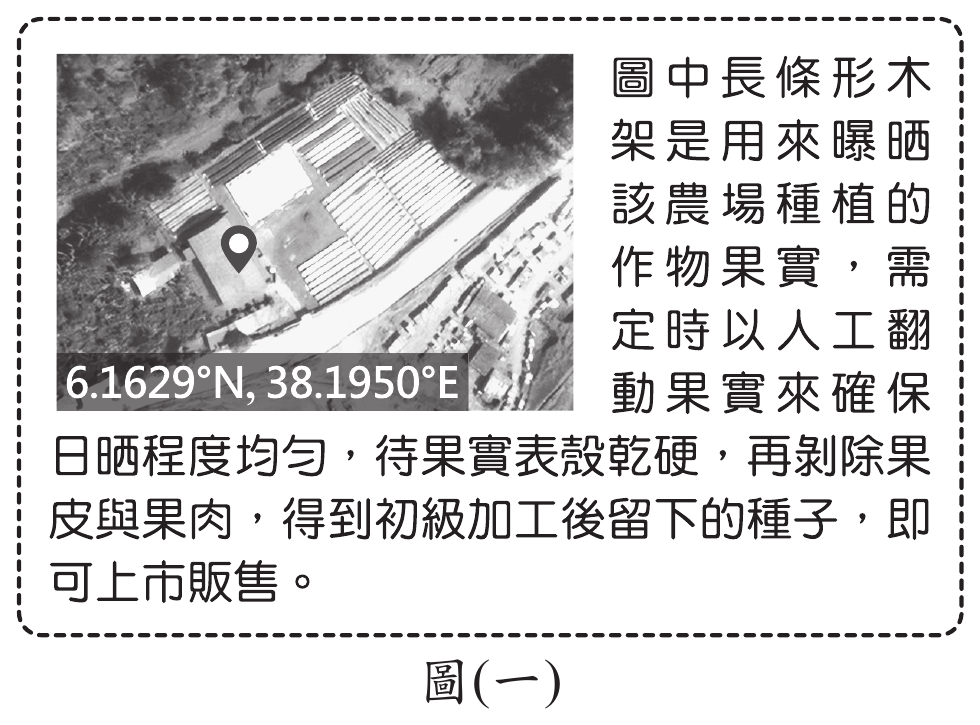 圖中長條形木
架是用來曝晒
該農場種植的
作物果實，需
定時以人工翻
動果實來確保
6.1629°N, 38.1950°E
日晒程度均勻，待果實表殼乾硬，再剝除果
皮與果肉，得到初級加工後留下的種子，即
可上市販售。
圖(一)